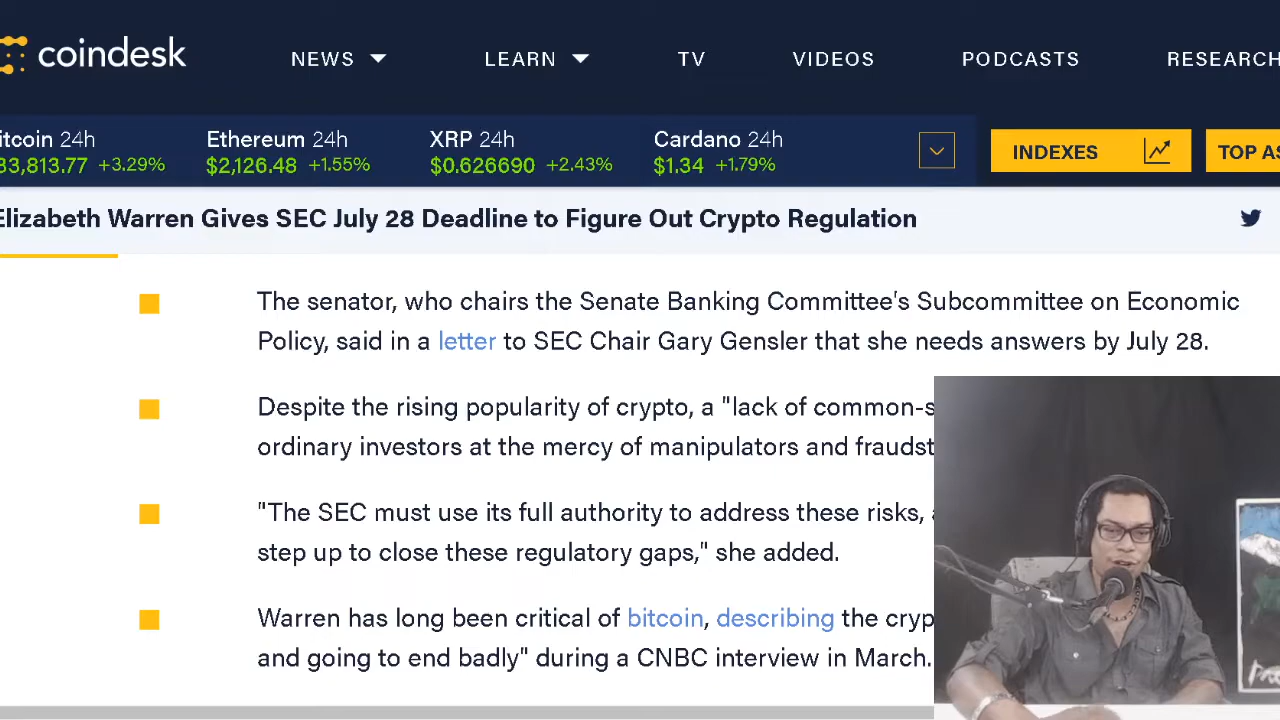 coindesk
NEWS LEARN TV VIDEOS PODCASTS RESEARCH
itcoin 24h Ethereum 24h XRP 24h Cardano 24h
33,813.77 +3.29% $2,126.48 +1.55% $0.626690 +2.43% $1.34 +1.79%
INDEXES TOP AS
Elizabeth Warren Gives SEC July 28 Deadline to Figure Out Crypto Regulation
The senator, who chairs the Senate Banking Committee's Subcommittee on Economic
Policy, said in a letter to SEC Chair Gary Gensler that she needs answers by July 28.
Despite the rising popularity of crypto, a "lack of common-s
ordinary investors at the mercy of manipulators and fraudst
"The SEC must use its full authority to address these risks,
step up to close these regulatory gaps," she added.
Warren has long been critical of bitcoin, describing the cryp
and going to end badly" during a CNBC interview in March.